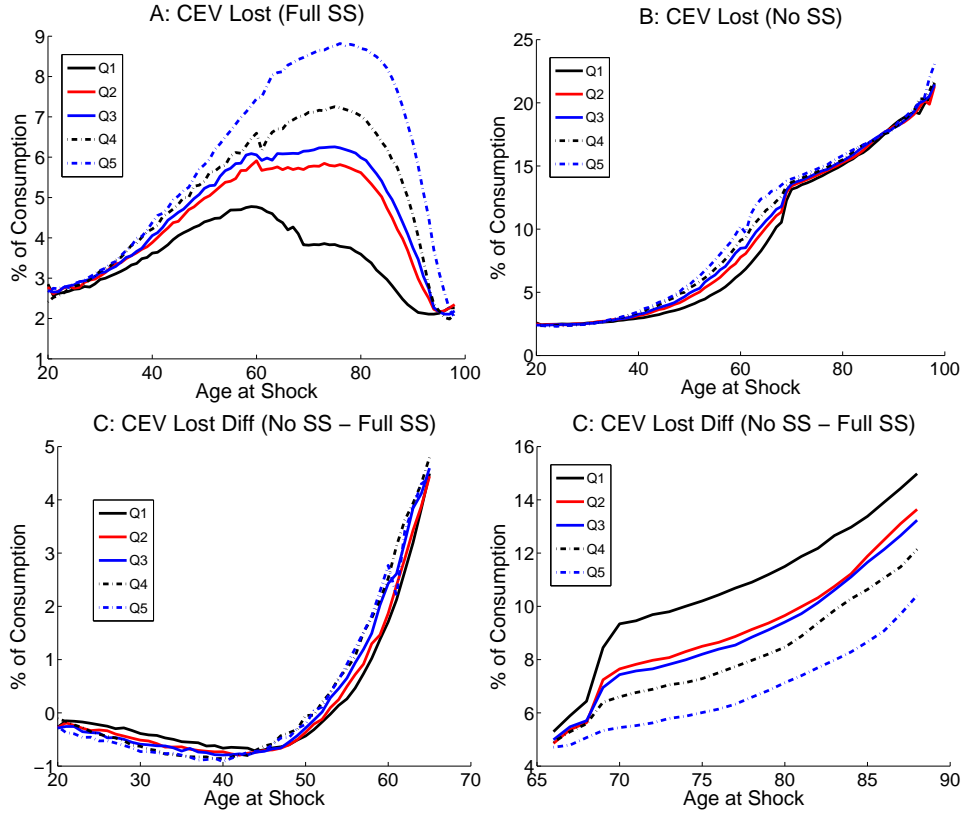 A: CEV Lost (Full SS)
9
8
7
6
5
4
3
2
1
% of Consumption
Q1
Q2
Q3
Q4
Q5
20
40
60
80
100
Age at Shock
B: CEV Lost (No SS)
25
20
15
10
5
0
% of Consumption
Q1
Q2
Q3
Q4
Q5
20
40
60
80
100
Age at Shock
C: CEV Lost Diff (No SS − Full SS)
5
4
3
2
1
0
−1
% of Consumption
Q1
Q2
Q3
Q4
Q5
20
30
40
50
60
70
Age at Shock
C: CEV Lost Diff (No SS − Full SS)
16
14
12
10
8
6
4
% of Consumption
Q1
Q2
Q3
Q4
Q5
65
70
75
80
85
90
Age at Shock